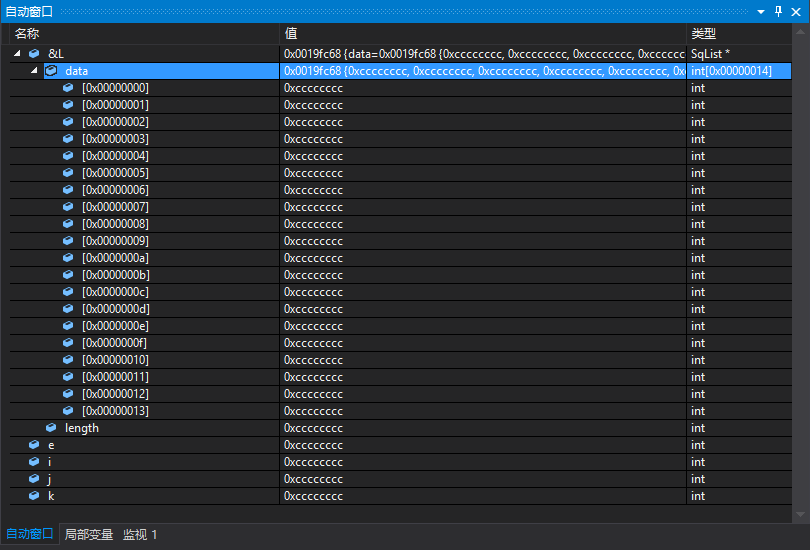 自动窗口
名称 值 类型
&L 0x0019fc68 {data=0x0019fc68 {0xcccccccc, 0xcccccccc, 0xcccccccc, 0xcccccc SqList *
data 0x0019fc68 {0xcccccccc, 0xcccccccc, 0xcccccccc, 0xcccccccc, 0xcccccccc, 0x int[0x00000014]
[0x00000000] 0xcccccccc int
[0x00000001] 0xcccccccc int
[0x00000002] 0xcccccccc int
[0x00000003] 0xcccccccc int
[0x00000004] 0xcccccccc int
[0x00000005] 0xcccccccc int
[0x00000006] 0xcccccccc int
[0x00000007] 0xcccccccc int
[0x00000008] 0xcccccccc int
[0x00000009] 0xcccccccc int
[0x0000000a] 0xcccccccc int
[0x0000000b] 0xcccccccc int
[0x0000000c] 0xcccccccc int
[0x0000000d] 0xcccccccc int
[0x0000000e] 0xcccccccc int
[0x0000000f] 0xcccccccc int
[0x00000010] 0xcccccccc int
[0x00000011] 0xcccccccc int
[0x00000012] 0xcccccccc int
[0x00000013] 0xcccccccc int
length 0xcccccccc int
e 0xcccccccc int
i 0xcccccccc int
j 0xcccccccc int
k 0xcccccccc int
自动窗口 局部变量 监视 1